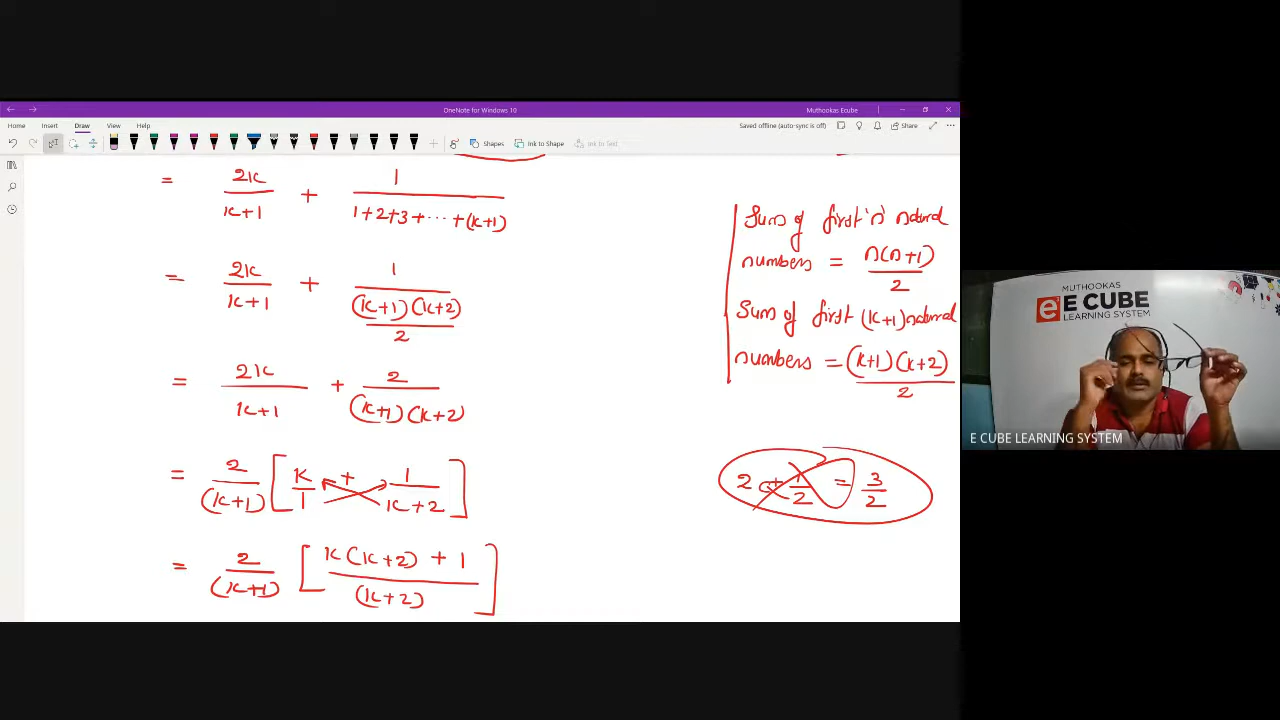 OneNote for Windows 10
Muthookas Ecube
Home Insert Draw View Help
Saved offline (auto-sync is off)
Share
Shapes
Ink to Shape
Ink to Text
= 2k/(k+1) + 1/(1+2+3+⋯+(k+1))
= 2k/(k+1) + 1/((k+1)(k+2)/2)
= 2k/(k+1) + 2/((k+1)(k+2))
= 2/(k+1) [k/1 + 1/(k+2)]
= 2/(k+1) [(k(k+2) + 1)/(k+2)]
Sum of first 'n' natural
numbers = n(n+1)/2
Sum of first (k+1) natural
numbers = (k+1)(k+2)/2
2 + 1/2 = 3/2
MUTHOOKAS
e E CUBE
LEARNING SYSTEM
E CUBE LEARNING SYSTEM